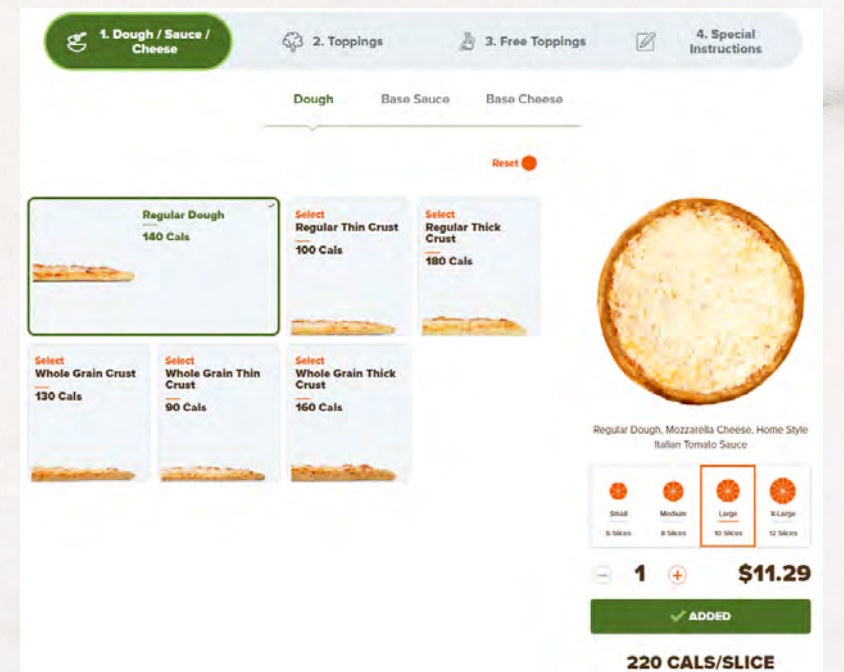 1. Dough / Sauce /
Cheese
2. Toppings
3. Free Toppings
4. Special
Instructions
Dough
Base Sauce
Base Cheese
Reset
Regular Dough
140 Cals
Select
Regular Thin Crust
100 Cals
Select
Regular Thick
Crust
180 Cals
Select
Whole Grain Crust
130 Cals
Select
Whole Grain Thin
Crust
90 Cals
Select
Whole Grain Thick
Crust
160 Cals
Regular Dough, Mozzarella Cheese, Home Style
Italian Tomato Sauce
Small
6 Slices
Medium
8 Slices
Large
10 Slices
X-Large
12 Slices
1
$11.29
ADDED
220 CALS/SLICE